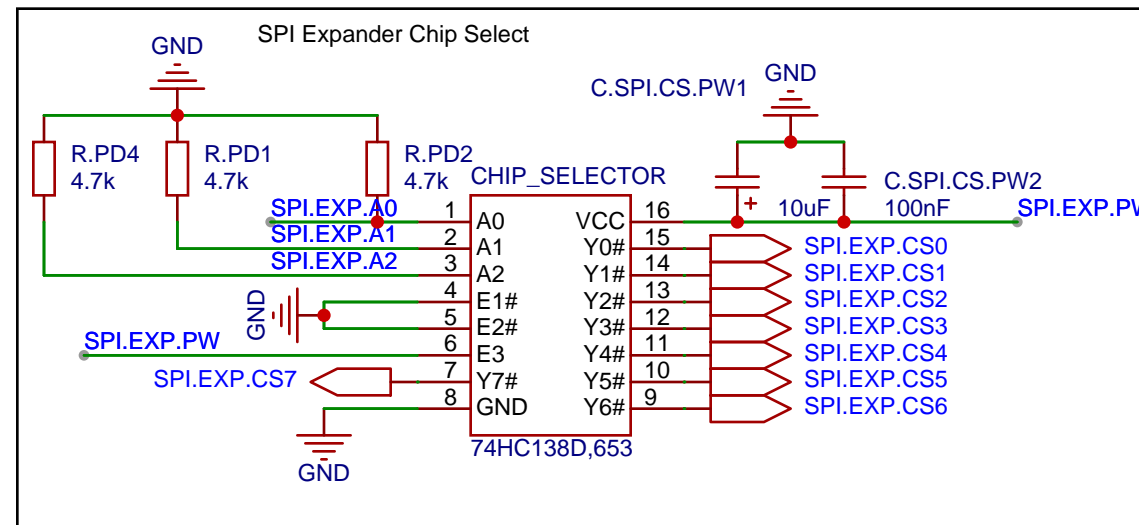 SPI Expander Chip Select
GND
GND
C.SPI.CS.PW1
R.PD4
4.7k
R.PD1
4.7k
R.PD2
4.7k
CHIP_SELECTOR
C.SPI.CS.PW2
10uF
100nF
SPI.EXP.PW
SPI.EXP.A0
1 A0
VCC 16
SPI.EXP.A1
2 A1
Y0# 15
SPI.EXP.CS0
SPI.EXP.A2
3 A2
Y1# 14
SPI.EXP.CS1
GND
4 E1#
Y2# 13
SPI.EXP.CS2
5 E2#
Y3# 12
SPI.EXP.CS3
SPI.EXP.PW
6 E3
Y4# 11
SPI.EXP.CS4
SPI.EXP.CS7
7 Y7#
Y5# 10
SPI.EXP.CS5
8 GND
Y6# 9
SPI.EXP.CS6
GND
74HC138D,653